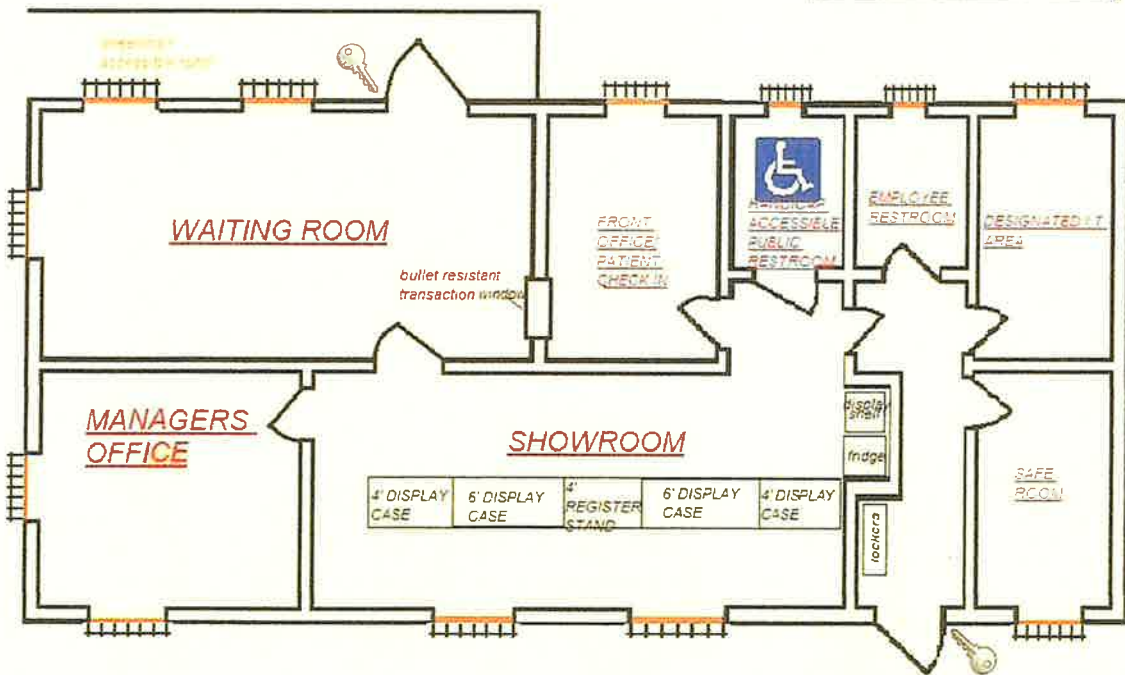 WAITING ROOM
bullet resistant
transaction window
FRONT
OFFICE/
PATIENT
CHECK IN
HANDICAP
ACCESSIBLE
PUBLIC
RESTROOM
EMPLOYEE
RESTROOM
DESIGNATED I.T.
AREA
MANAGERS
OFFICE
SHOWROOM
display
shelf
fridge
4' DISPLAY
CASE
6' DISPLAY
CASE
4'
REGISTER
STAND
6' DISPLAY
CASE
4' DISPLAY
CASE
lockers
SAFE
ROOM